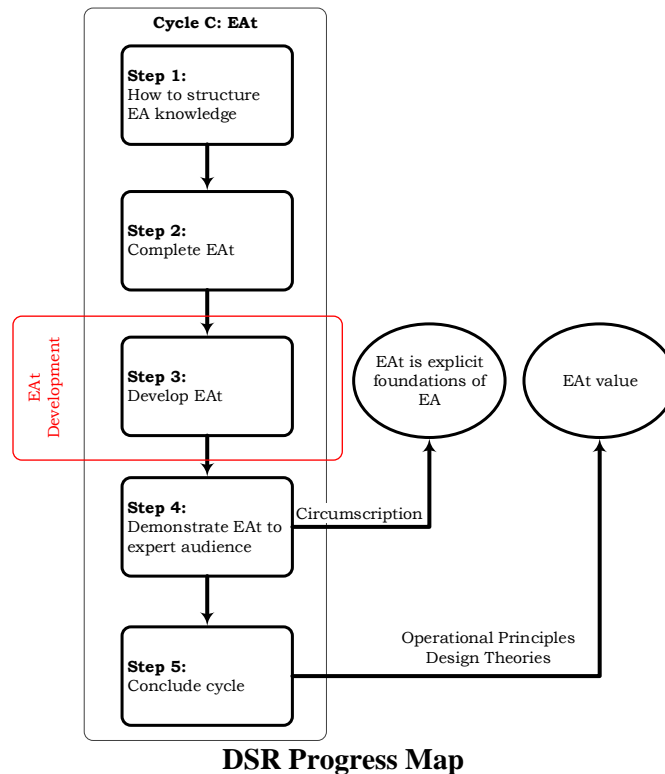 Cycle C: EAt
Step 1:
How to structure
EA knowledge
Step 2:
Complete EAt
EAt
Development
Step 3:
Develop EAt
EAt is explicit
foundations of
EA
EAt value
Step 4:
Demonstrate EAt to
expert audience
Circumscription
Operational Principles
Design Theories
Step 5:
Conclude cycle
DSR Progress Map